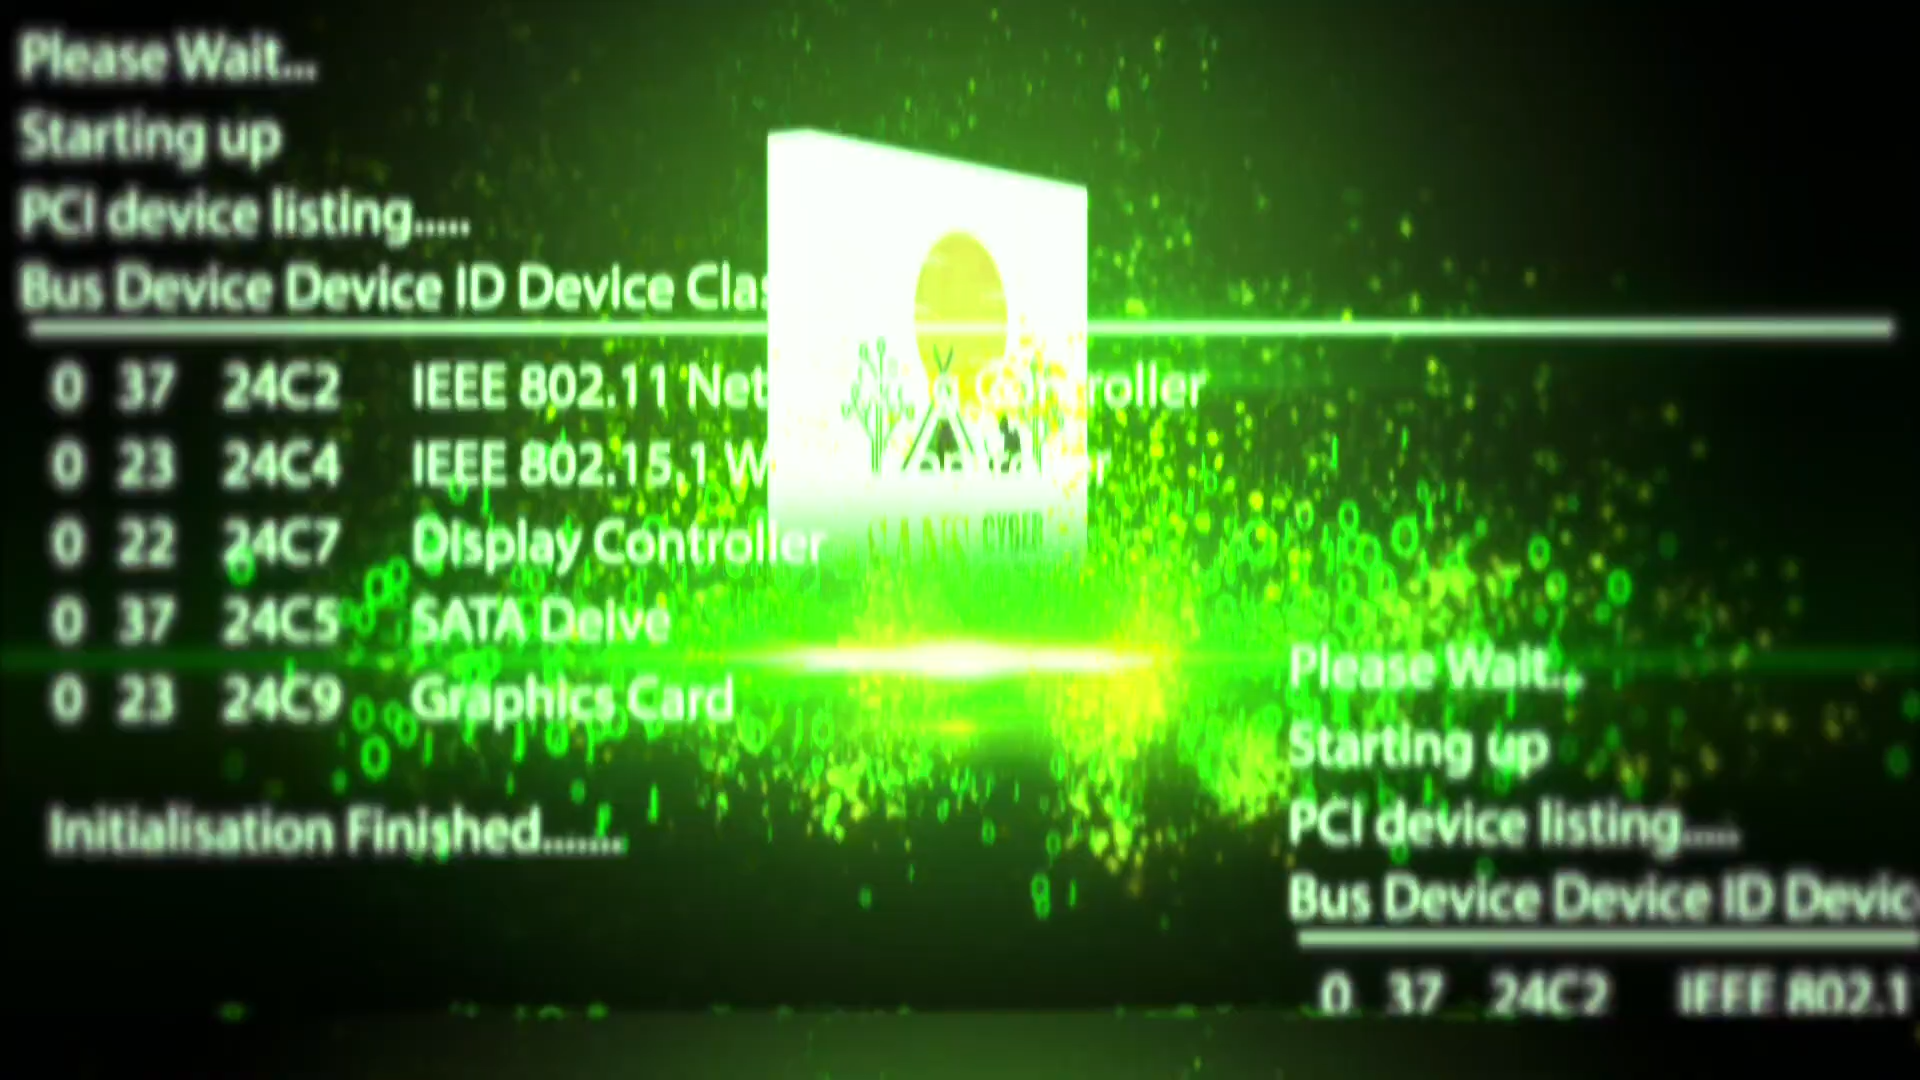 Please Wait...
Starting up
PCI device listing.....
Bus Device Device ID Device Clas
0 37 24C2 IEEE 802.11 Net Controller
0 23 24C4 IEEE 802.15.1 W Controller
0 22 24C7 Display Controller
0 37 24C5 SATA Deive
0 23 24C9 Graphics Card
Initialisation Finished.......
CYBER
Please Wait...
Starting up
PCI device listing.....
Bus Device Device ID Devic
0 37 24C2 IEEE 802.1